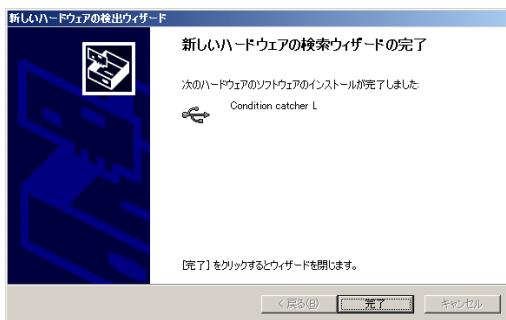 新しいハードウェアの検出ウィザード
新しいハードウェアの検索ウィザードの完了
次のハードウェアのソフトウェアのインストールが完了しました:
Condition catcher L
[完了] をクリックするとウィザードを閉じます。
< 戻る(B)
完了
キャンセル